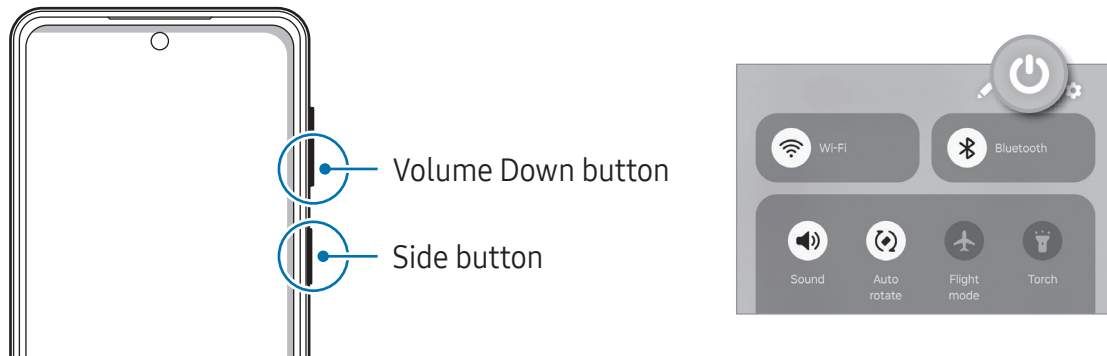 Volume Down button
Side button
Wi-Fi
Bluetooth
Sound
Auto
rotate
Flight
mode
Torch